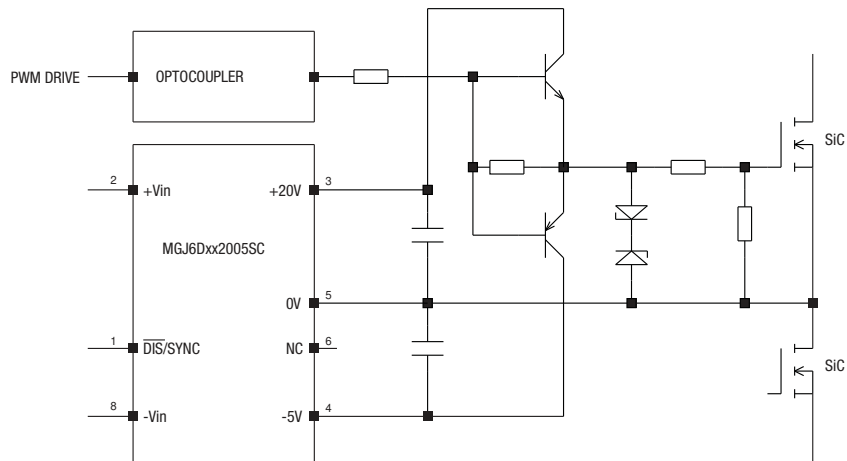 PWM DRIVE
OPTOCOUPLER
SiC
2
+Vin
+20V
3
MGJ6Dxx2005SC
0V
5
1
DIS/SYNC
NC
6
SiC
8
-Vin
-5V
4